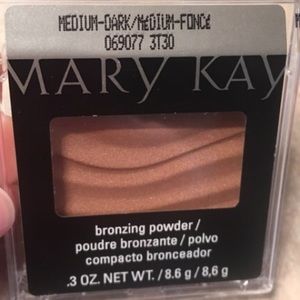 MEDIUM-DARK/MEDIUM-FONCÉ
069077 3T30
MARY KAY
bronzing powder /
poudre bronzante / polvo
compacto bronceador
.3 OZ. NET WT. / 8.6 g / 8,6 g